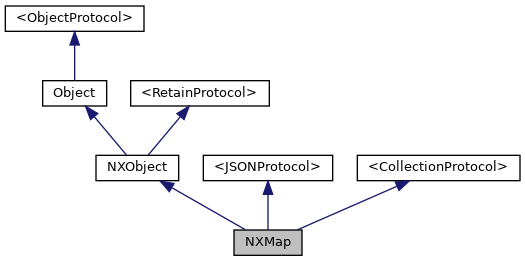 <ObjectProtocol>
Object
<RetainProtocol>
NXObject
<JSONProtocol>
<CollectionProtocol>
NXMap